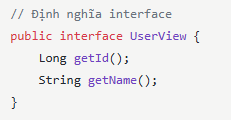 // Định nghĩa interface
public interface UserView {
    Long getId();
    String getName();
}